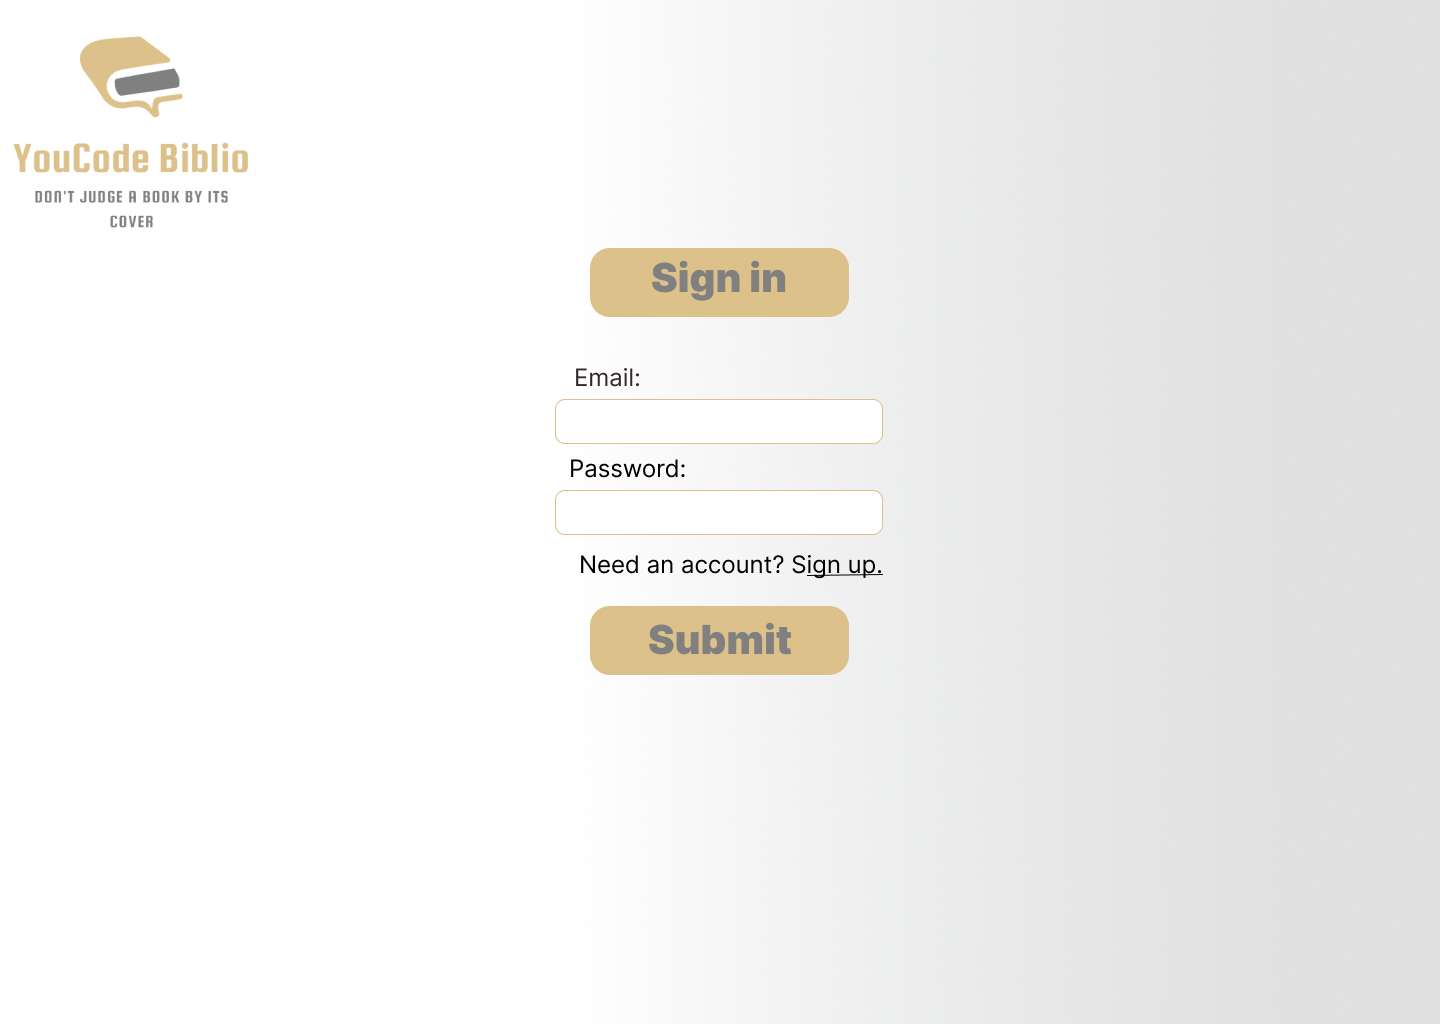 YouCode Biblio
DON'T JUDGE A BOOK BY ITS
COVER
Sign in
Email:
Password:
Need an account? Sign up.
Submit